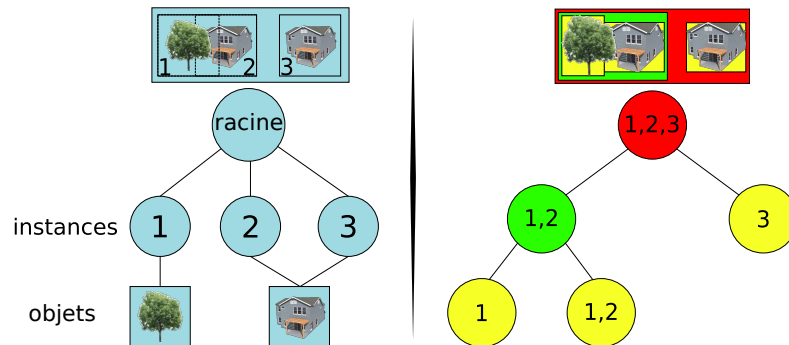 1 2 3
racine
instances 1 2 3
objets
1,2,3
1,2 3
1 1,2